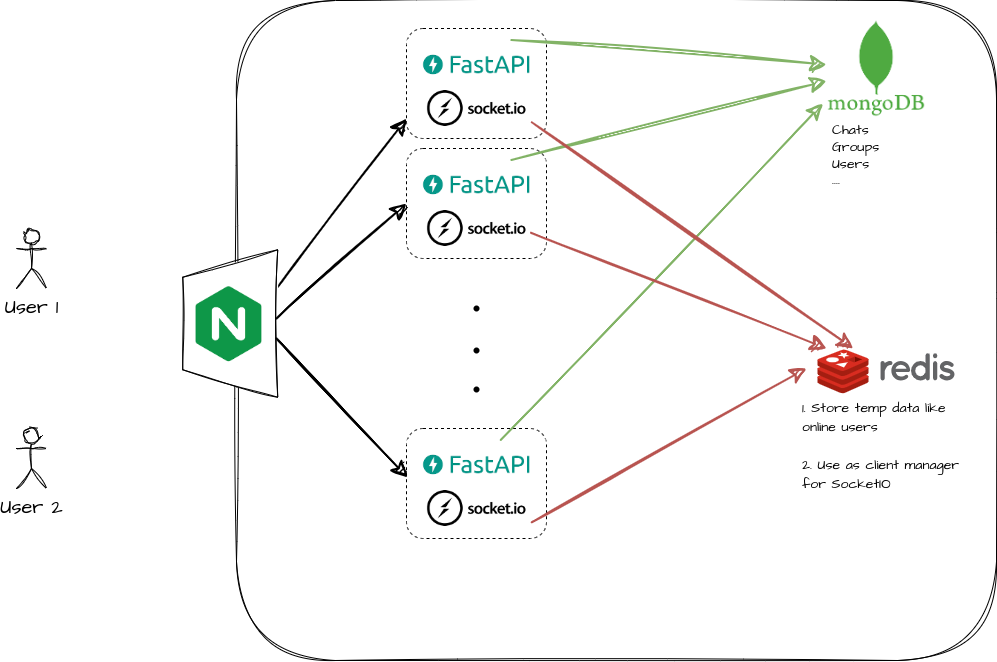 FastAPI
socket.io
mongoDB
Chats
Groups
Users
....
FastAPI
socket.io
User 1
N
redis
1. Store temp data like
online users
2. Use as client manager
for SocketIO
FastAPI
socket.io
User 2